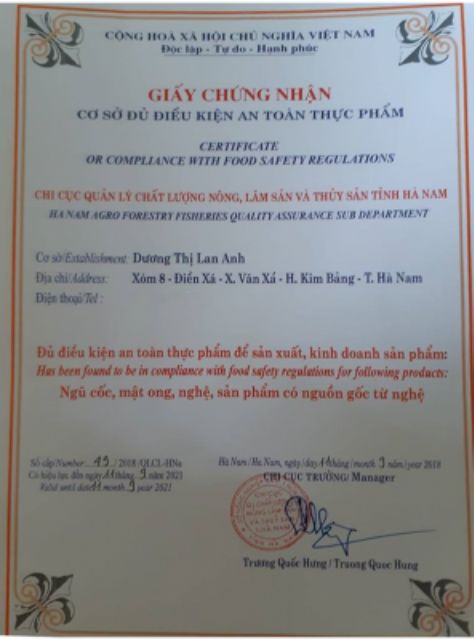 CỘNG HOÀ XÃ HỘI CHỦ NGHĨA VIỆT NAM
Độc lập - Tự do - Hạnh phúc
GIẤY CHỨNG NHẬN
CƠ SỞ ĐỦ ĐIỀU KIỆN AN TOÀN THỰC PHẨM
CERTIFICATE
OR COMPLIANCE WITH FOOD SAFETY REGULATIONS
CHI CỤC QUẢN LÝ CHẤT LƯỢNG NÔNG, LÂM SẢN VÀ THỦY SẢN TỈNH HÀ NAM
HA NAM AGRO FORESTRY FISHERIES QUALITY ASSURANCE SUB DEPARTMENT
Cơ sở/Establishment: Dương Thị Lan Anh
Địa chỉ/Address: Xóm 8 - Điền Xá - X. Văn Xá - H. Kim Bảng - T. Hà Nam
Điện thoại/Tel :
Đủ điều kiện an toàn thực phẩm để sản xuất, kinh doanh sản phẩm:
Has been found to be in compliance with food safety regulations for following products:
Ngũ cốc, mật ong, nghệ, sản phẩm có nguồn gốc từ nghệ
Số cấp/Number: 49 / 2018 /QLCL-HNa
Hà Nam/Ha Nam, ngày/day 11 tháng/month 9 năm/year 2018
Có hiệu lực đến ngày 11 tháng 9 năm 2021
CHI CỤC TRƯỞNG/ Manager
Valid until date 11 month 9 year 2021
Trương Quốc Hưng / Truong Quoc Hung